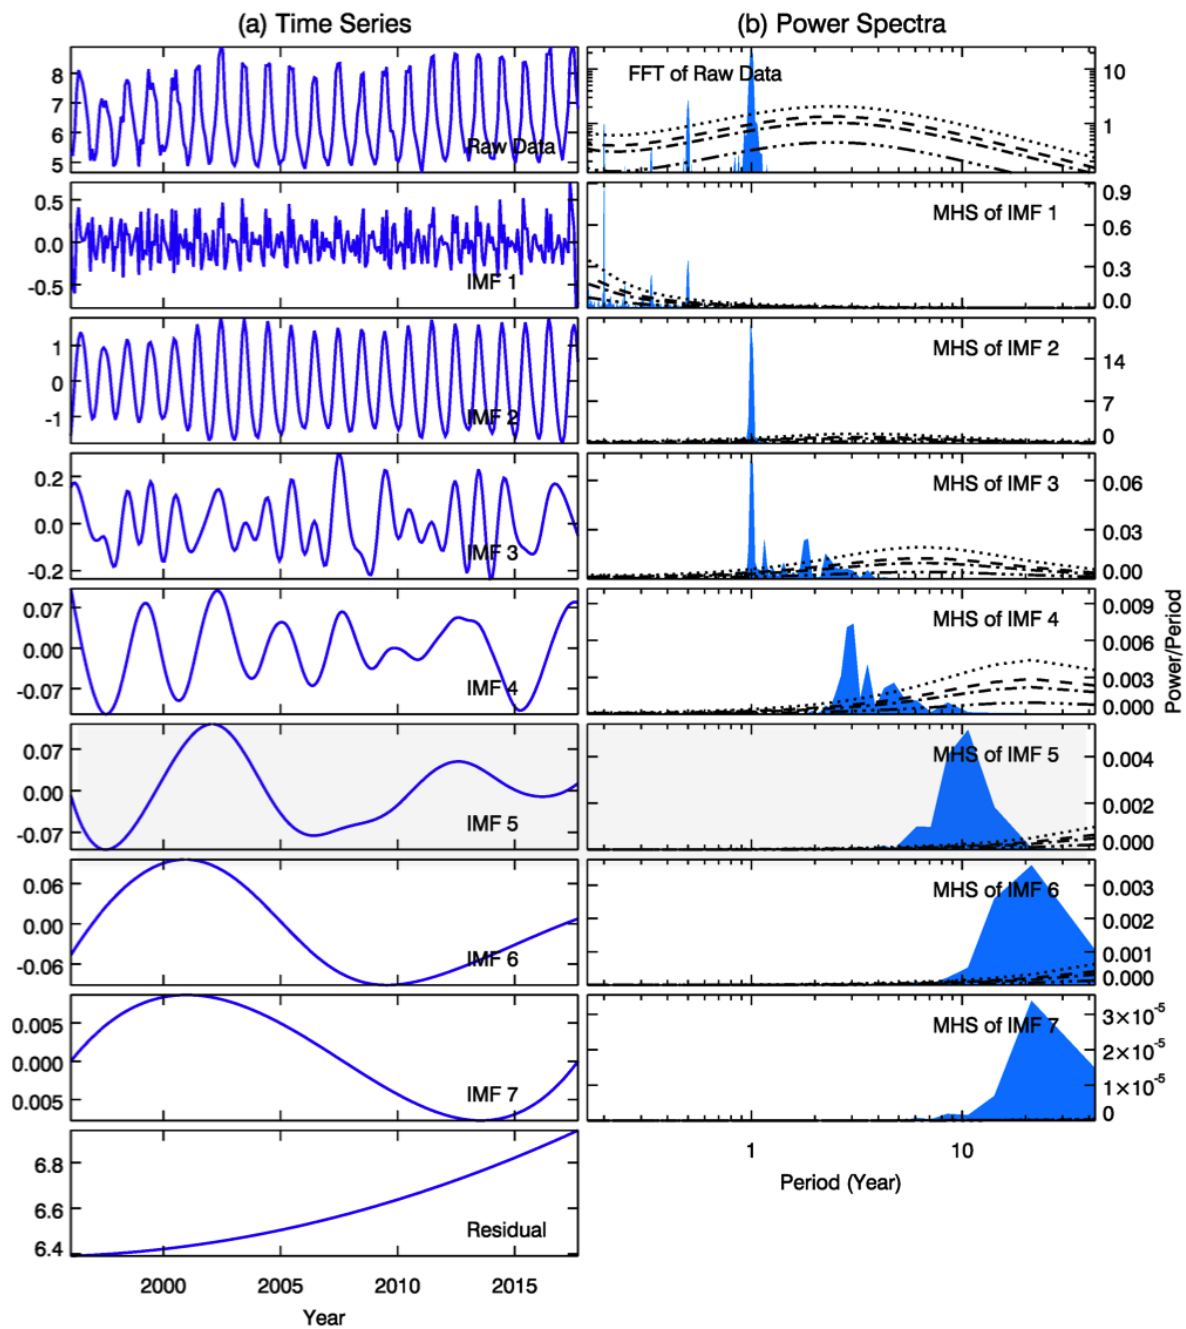 (a) Time Series
(b) Power Spectra
8
7
6
5
Raw Data
FFT of Raw Data
10
1
0.5
0.0
-0.5
IMF 1
MHS of IMF 1
0.9
0.6
0.3
0.0
1
0
-1
IMF 2
MHS of IMF 2
14
7
0
0.2
0.0
-0.2
IMF 3
MHS of IMF 3
0.06
0.03
0.00
0.07
0.00
-0.07
IMF 4
MHS of IMF 4
0.009
0.006
0.003
0.000
Power/Period
0.07
0.00
-0.07
IMF 5
MHS of IMF 5
0.004
0.002
0.000
0.06
0.00
-0.06
IMF 6
MHS of IMF 6
0.003
0.002
0.001
0.000
0.005
0.000
0.005
IMF 7
MHS of IMF 7
3×10⁻⁵
2×10⁻⁵
1×10⁻⁵
0
6.8
6.6
6.4
Residual
1
10
Period (Year)
2000
2005
2010
2015
Year